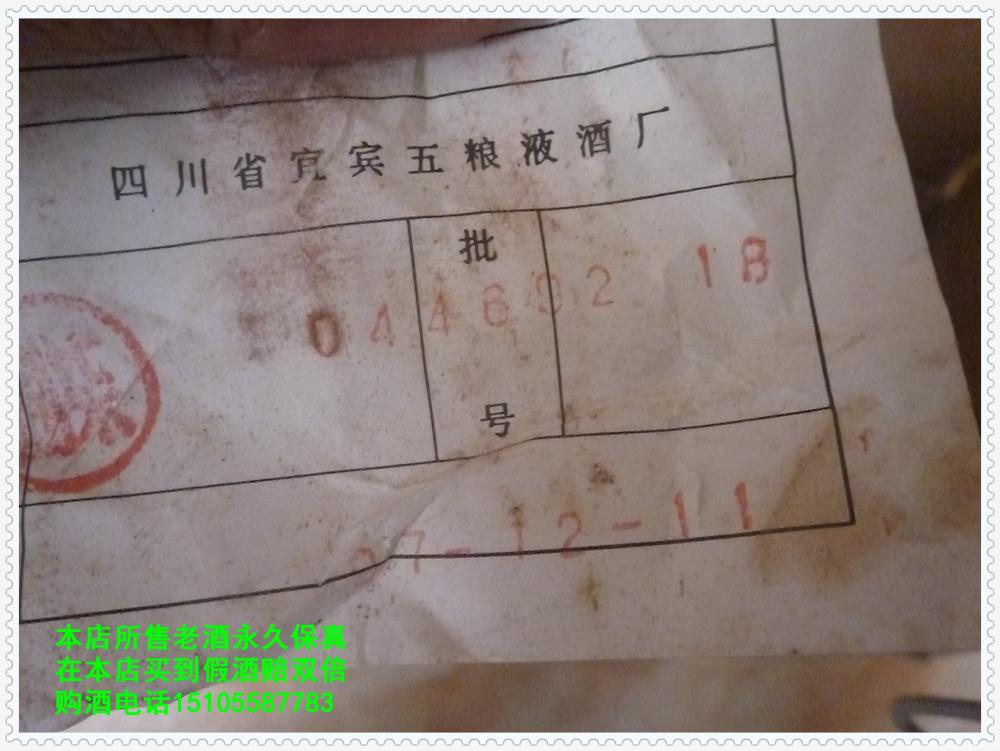 四川省宜宾五粮液酒厂
批
044692 18
号
7-12-11
本店所售老酒永久保真
在本店买到假酒赔双倍
购酒电话15105587783